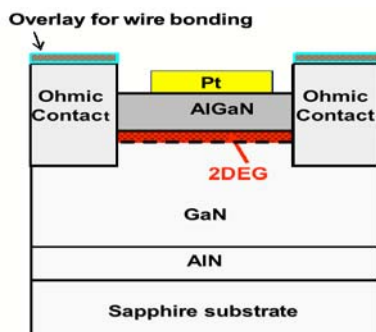 Overlay for wire bonding
Pt
Ohmic
Contact
AlGaN
Ohmic
Contact
2DEG
GaN
AlN
Sapphire substrate